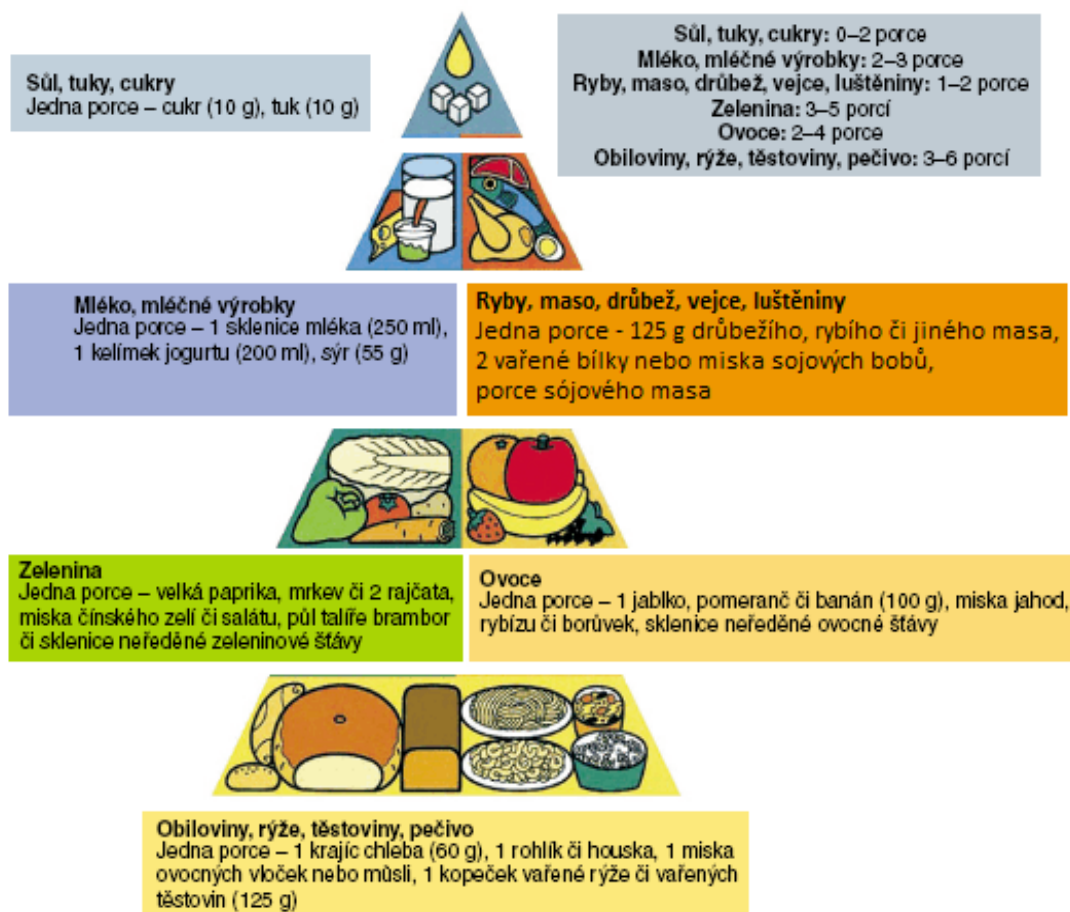 Sůl, tuky, cukry
Jedna porce – cukr (10 g), tuk (10 g)
Sůl, tuky, cukry: 0–2 porce
Mléko, mléčné výrobky: 2–3 porce
Ryby, maso, drůbež, vejce, luštěniny: 1–2 porce
Zelenina: 3–5 porcí
Ovoce: 2–4 porce
Obiloviny, rýže, těstoviny, pečivo: 3–6 porcí
Mléko, mléčné výrobky
Jedna porce – 1 sklenice mléka (250 ml),
1 kelímek jogurtu (200 ml), sýr (55 g)
Ryby, maso, drůbež, vejce, luštěniny
Jedna porce - 125 g drůbežího, rybího či jiného masa,
2 vařené bílky nebo miska sojových bobů,
porce sójového masa
Zelenina
Jedna porce – velká paprika, mrkev či 2 rajčata,
miska čínského zelí či salátu, půl talíře brambor
či sklenice neředěné zeleninové šťávy
Ovoce
Jedna porce – 1 jablko, pomeranč či banán (100 g), miska jahod,
rybízu či borůvek, sklenice neředěné ovocné šťávy
Obiloviny, rýže, těstoviny, pečivo
Jedna porce – 1 krajíc chleba (60 g), 1 rohlík či houska, 1 miska
ovocných vloček nebo müsli, 1 kopeček vařené rýže či vařených
těstovin (125 g)